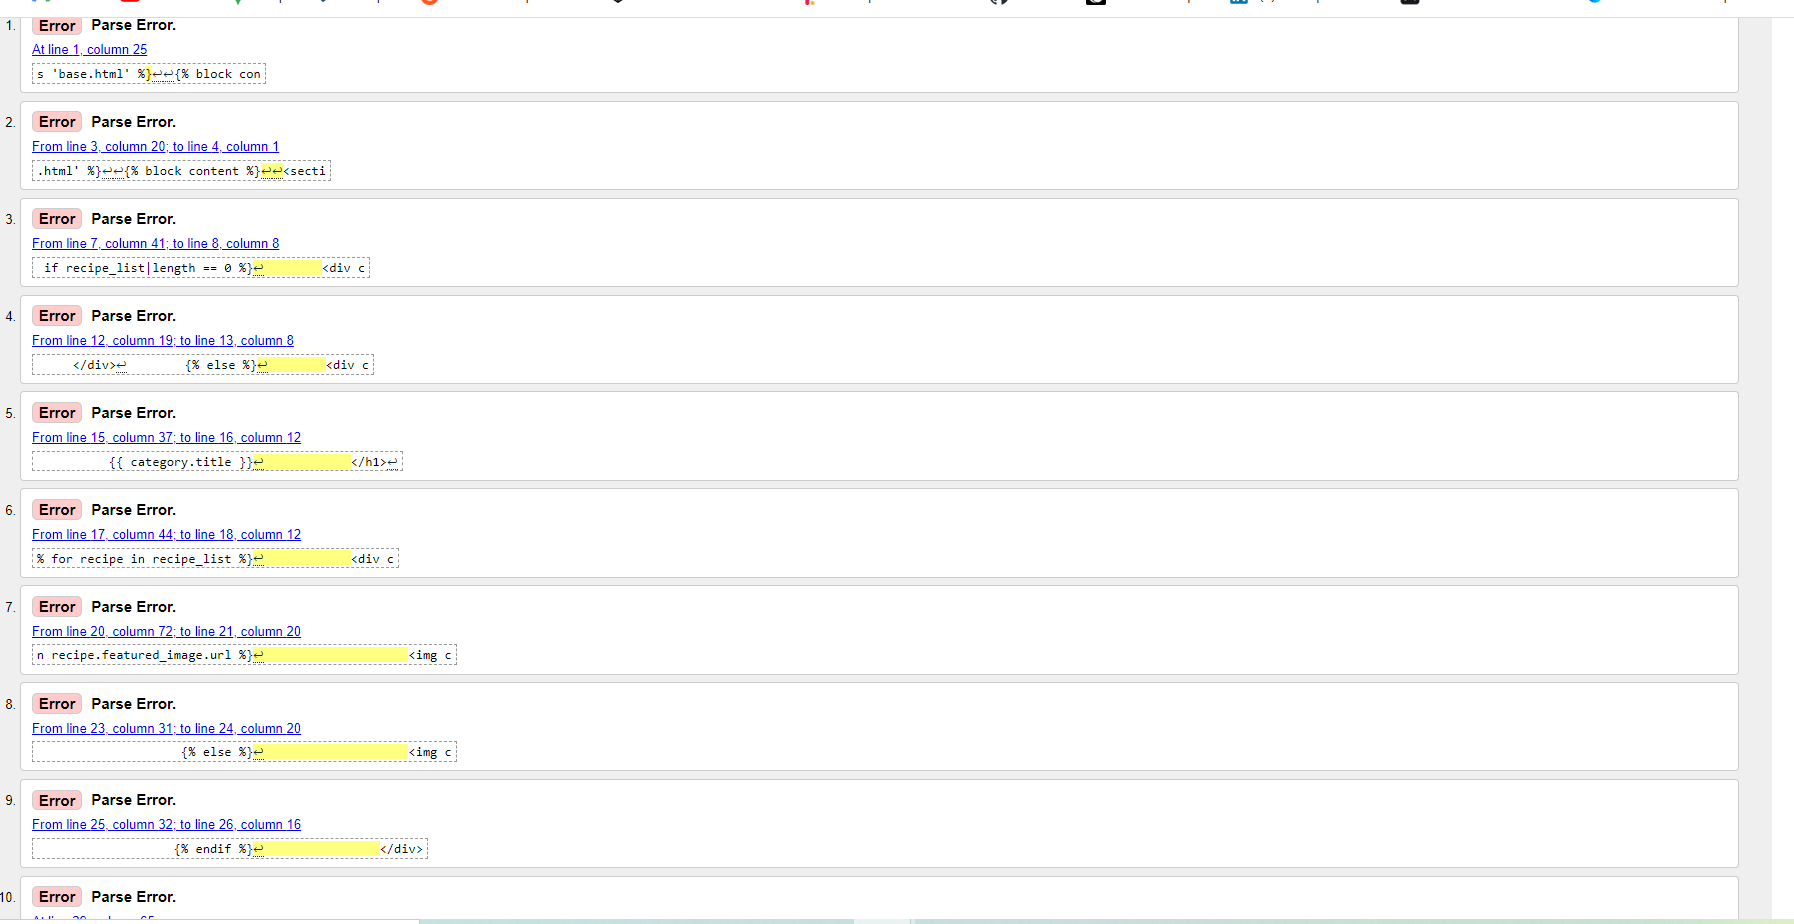 1. Error Parse Error.
At line 1, column 25
s 'base.html' %}↩↩{% block con
2. Error Parse Error.
From line 3, column 20; to line 4, column 1
.html' %}↩↩{% block content %}↩↩<secti
3. Error Parse Error.
From line 7, column 41; to line 8, column 8
if recipe_list|length == 0 %}↩ <div c
4. Error Parse Error.
From line 12, column 19; to line 13, column 8
</div>↩ {% else %}↩ <div c
5. Error Parse Error.
From line 15, column 37; to line 16, column 12
{{ category.title }}↩ </h1>↩
6. Error Parse Error.
From line 17, column 44; to line 18, column 12
% for recipe in recipe_list %}↩ <div c
7. Error Parse Error.
From line 20, column 72; to line 21, column 20
n recipe.featured_image.url %}↩ <img c
8. Error Parse Error.
From line 23, column 31; to line 24, column 20
{% else %}↩ <img c
9. Error Parse Error.
From line 25, column 32; to line 26, column 16
{% endif %}↩ </div>
10. Error Parse Error.